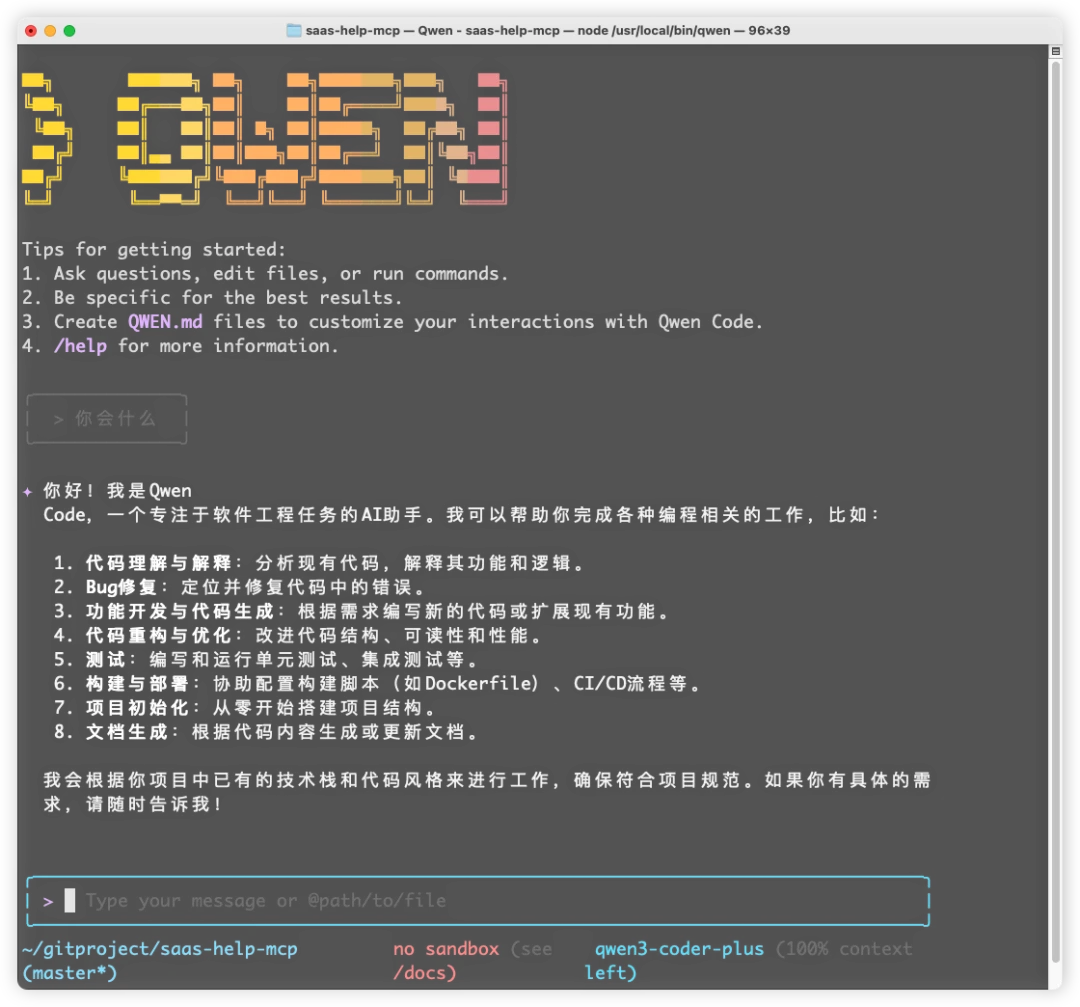 saas-help-mcp — Qwen - saas-help-mcp — node /usr/local/bin/qwen — 96×39
> QWEN
Tips for getting started:
1. Ask questions, edit files, or run commands.
2. Be specific for the best results.
3. Create QWEN.md files to customize your interactions with Qwen Code.
4. /help for more information.
> 你会什么
✦ 你好！我是Qwen
Code, 一个专注于软件工程任务的AI助手。我可以帮助你完成各种编程相关的工作，比如：
1. 代码理解与解释：分析现有代码，解释其功能和逻辑。
2. Bug修复：定位并修复代码中的错误。
3. 功能开发与代码生成：根据需求编写新的代码或扩展现有功能。
4. 代码重构与优化：改进代码结构、可读性和性能。
5. 测试：编写和运行单元测试、集成测试等。
6. 构建与部署：协助配置构建脚本（如Dockerfile）、CI/CD流程等。
7. 项目初始化：从零开始搭建项目结构。
8. 文档生成：根据代码内容生成或更新文档。
我会根据你项目中已有的技术栈和代码风格来进行工作，确保符合项目规范。如果你有具体的需
求，请随时告诉我！
> Type your message or @path/to/file
~/gitproject/saas-help-mcp no sandbox (see qwen3-coder-plus (100% context
(master*) /docs) left)